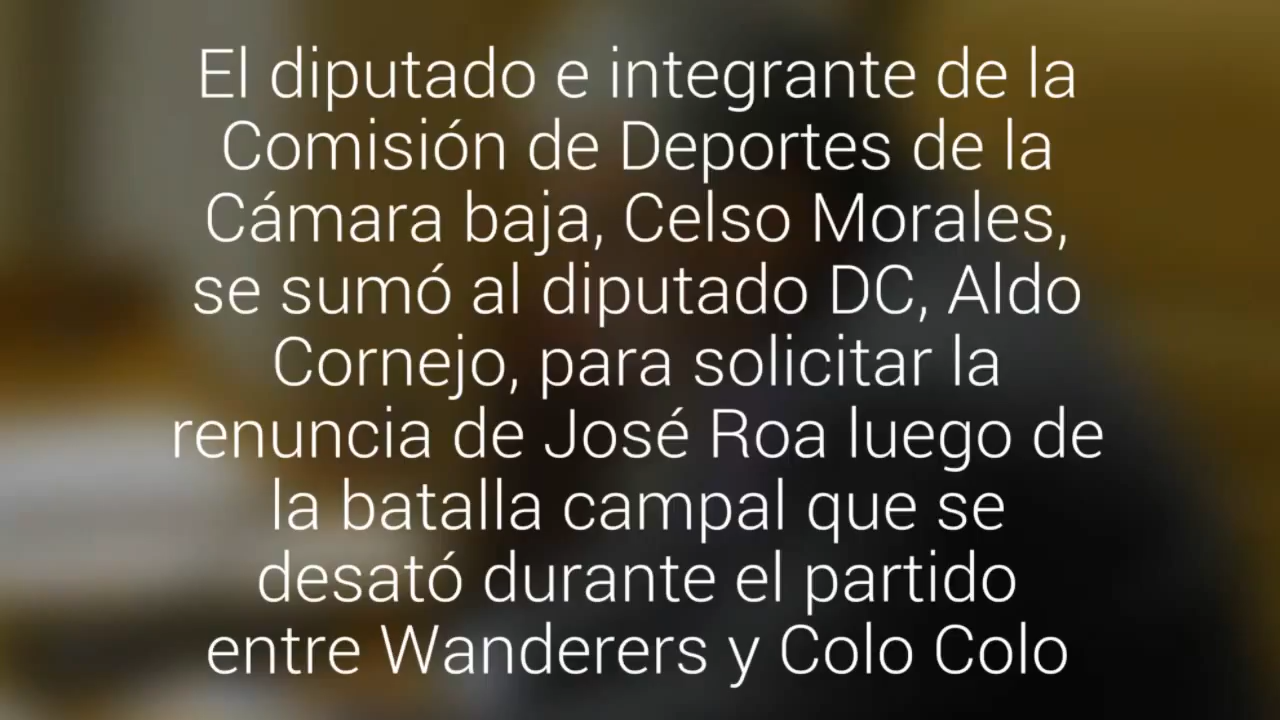 El diputado e integrante de la
Comisión de Deportes de la
Cámara baja, Celso Morales,
se sumó al diputado DC, Aldo
Cornejo, para solicitar la
renuncia de José Roa luego de
la batalla campal que se
desató durante el partido
entre Wanderers y Colo Colo